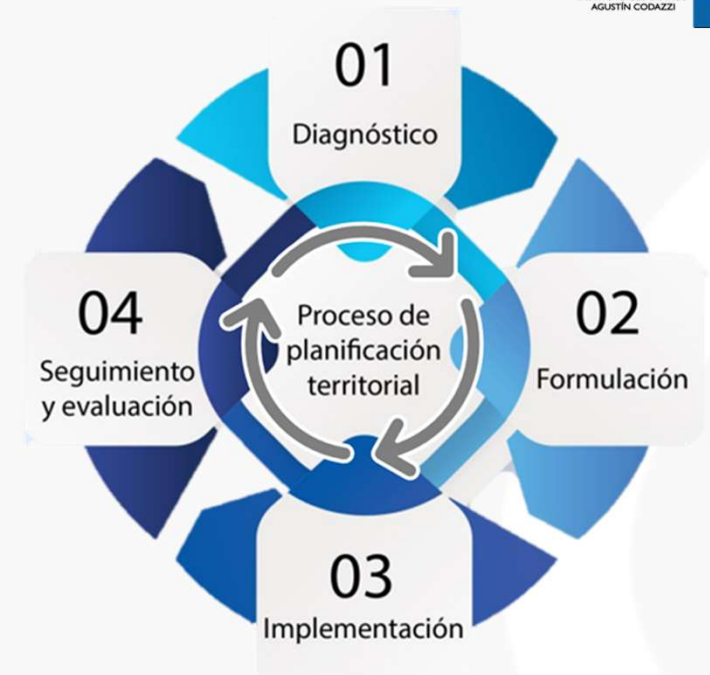 AGUSTÍN CODAZZI
01
Diagnóstico
02
Formulación
03
Implementación
04
Seguimiento
y evaluación
Proceso de
planificación
territorial